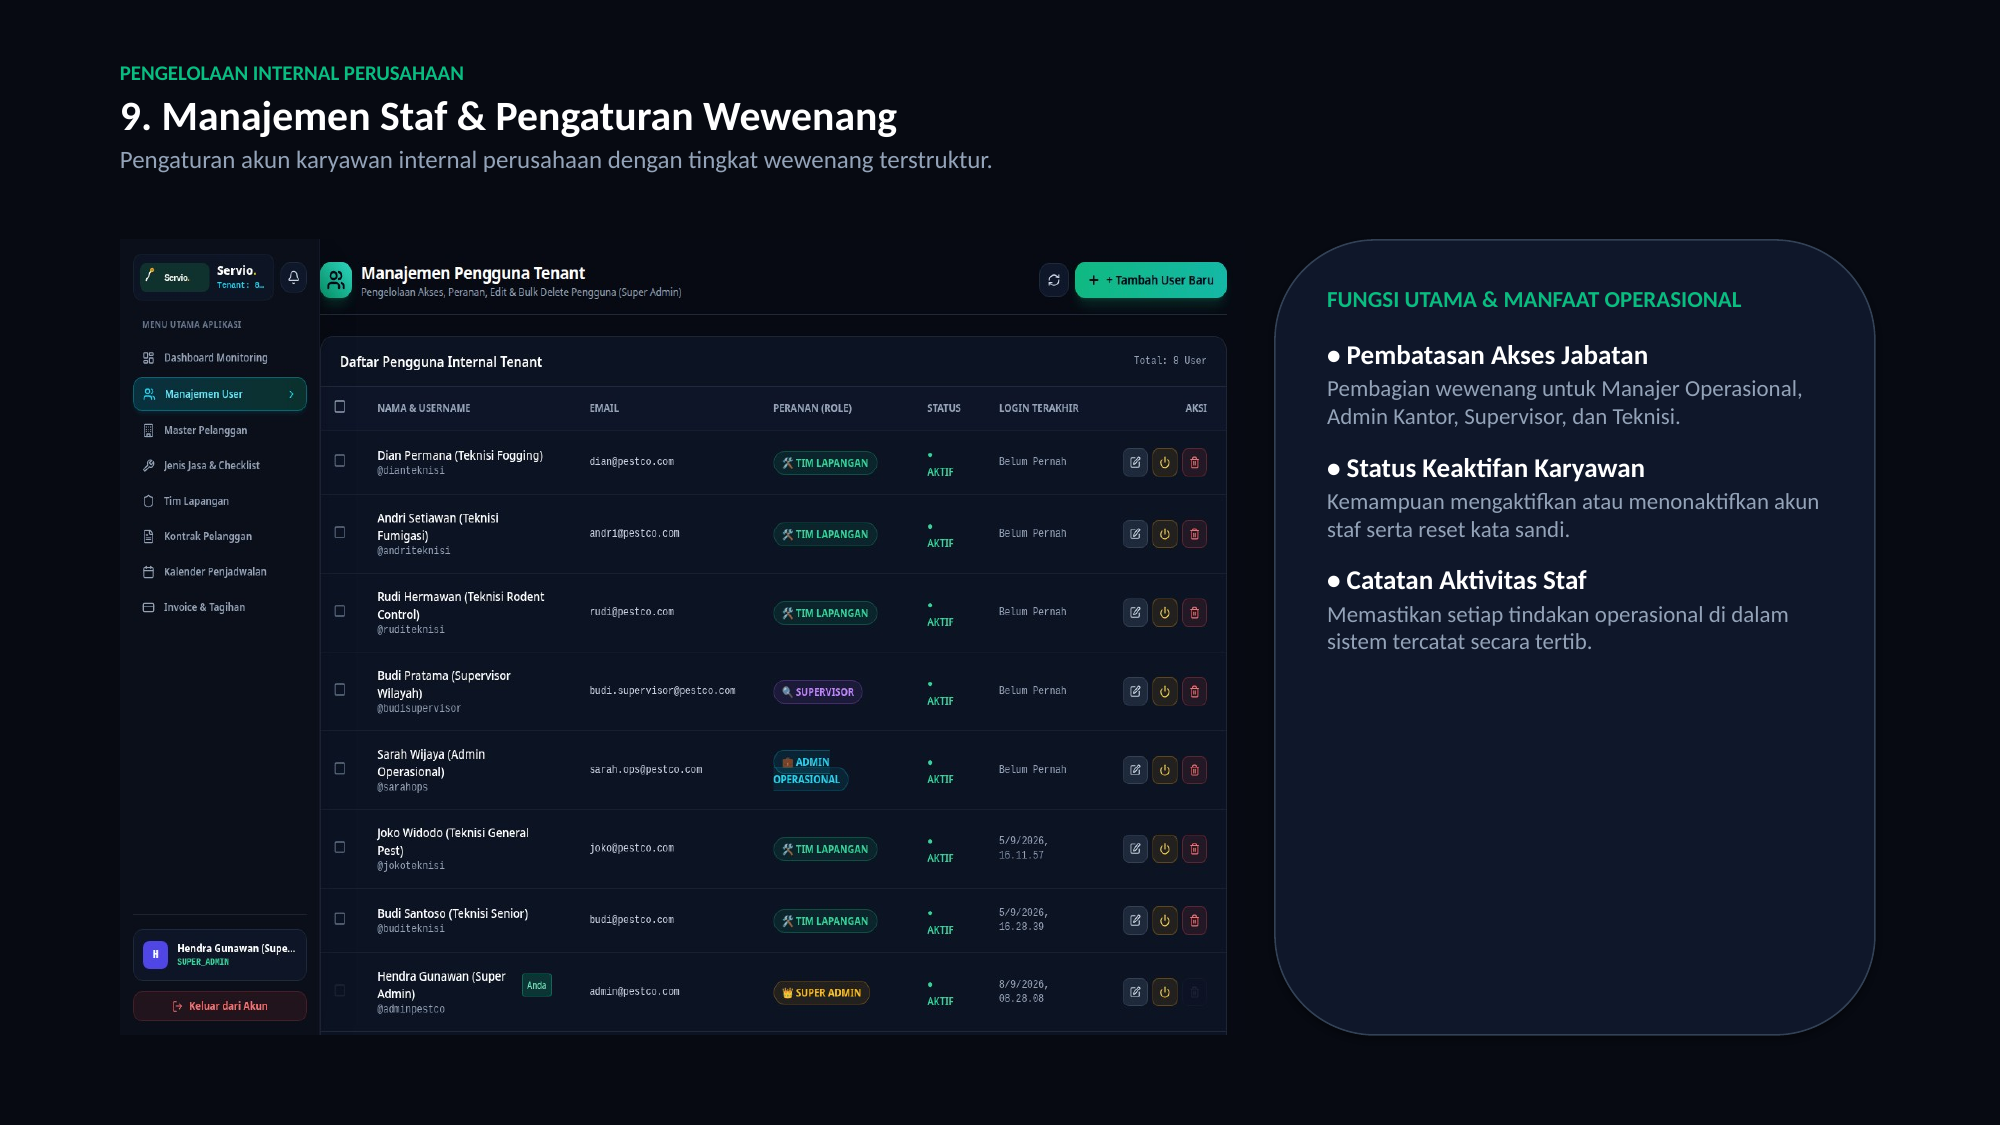 PENGELOLAAN INTERNAL PERUSAHAAN
9. Manajemen Staf & Pengaturan Wewenang
Pengaturan akun karyawan internal perusahaan dengan tingkat wewenang terstruktur.
Servio.
Servio.
Tenant: 8…
MENU UTAMA APLIKASI
Dashboard Monitoring
Manajemen User
Master Pelanggan
Jenis Jasa & Checklist
Tim Lapangan
Kontrak Pelanggan
Kalender Penjadwalan
Invoice & Tagihan
H
Hendra Gunawan (Supe...
SUPER_ADMIN
Keluar dari Akun
Manajemen Pengguna Tenant
Pengelolaan Akses, Peranan, Edit & Bulk Delete Pengguna (Super Admin)
+ + Tambah User Baru
Daftar Pengguna Internal Tenant
Total: 8 User
NAMA & USERNAME EMAIL PERANAN (ROLE) STATUS LOGIN TERAKHIR AKSI
Dian Permana (Teknisi Fogging)
@dianteknisi
dian@pestco.com
🛠️ TIM LAPANGAN
•
AKTIF
Belum Pernah
Andri Setiawan (Teknisi
Fumigasi)
@andriteknisi
andri@pestco.com
🛠️ TIM LAPANGAN
•
AKTIF
Belum Pernah
Rudi Hermawan (Teknisi Rodent
Control)
@ruditeknisi
rudi@pestco.com
🛠️ TIM LAPANGAN
•
AKTIF
Belum Pernah
Budi Pratama (Supervisor
Wilayah)
@budisupervisor
budi.supervisor@pestco.com
🔍 SUPERVISOR
•
AKTIF
Belum Pernah
Sarah Wijaya (Admin
Operasional)
@sarahops
sarah.ops@pestco.com
💼 ADMIN
OPERASIONAL
•
AKTIF
Belum Pernah
Joko Widodo (Teknisi General
Pest)
@jokoteknisi
joko@pestco.com
🛠️ TIM LAPANGAN
•
AKTIF
5/9/2026,
16.11.57
Budi Santoso (Teknisi Senior)
@buditeknisi
budi@pestco.com
🛠️ TIM LAPANGAN
•
AKTIF
5/9/2026,
16.28.39
Hendra Gunawan (Super
Admin)
@adminpestco
Anda
admin@pestco.com
👑 SUPER ADMIN
•
AKTIF
8/9/2026,
08.28.08
FUNGSI UTAMA & MANFAAT OPERASIONAL
● Pembatasan Akses Jabatan
Pembagian wewenang untuk Manajer Operasional,
Admin Kantor, Supervisor, dan Teknisi.
● Status Keaktifan Karyawan
Kemampuan mengaktifkan atau menonaktifkan akun
staf serta reset kata sandi.
● Catatan Aktivitas Staf
Memastikan setiap tindakan operasional di dalam
sistem tercatat secara tertib.